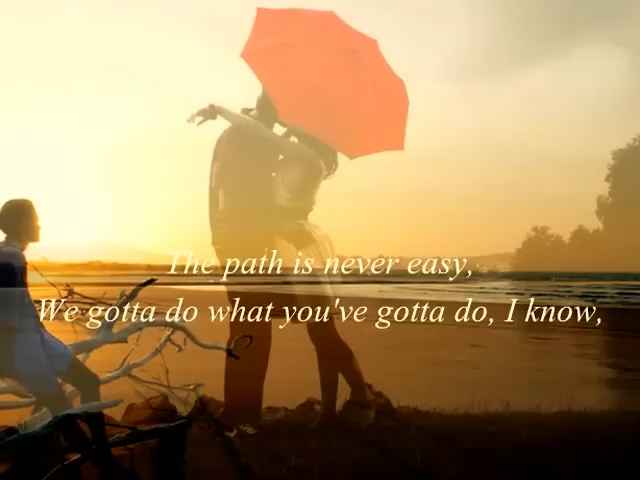 The path is never easy,
We gotta do what you've gotta do, I know,